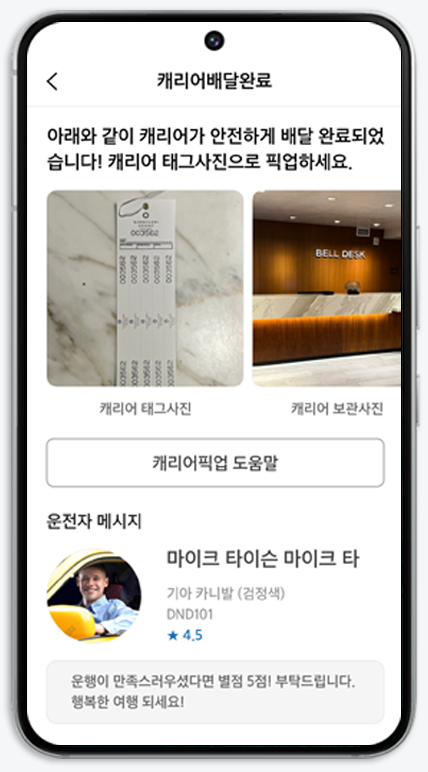 캐리어배달완료
아래와 같이 캐리어가 안전하게 배달 완료되었
습니다! 캐리어 태그사진으로 픽업하세요.
003562
003562 003562 003562 003562 003562
BELL DESK
캐리어 태그사진
캐리어 보관사진
캐리어픽업 도움말
운전자 메시지
마이크 타이슨 마이크 타
기아 카니발 (검정색)
DND101
★ 4.5
운행이 만족스러우셨다면 별점 5점! 부탁드립니다.
행복한 여행 되세요!